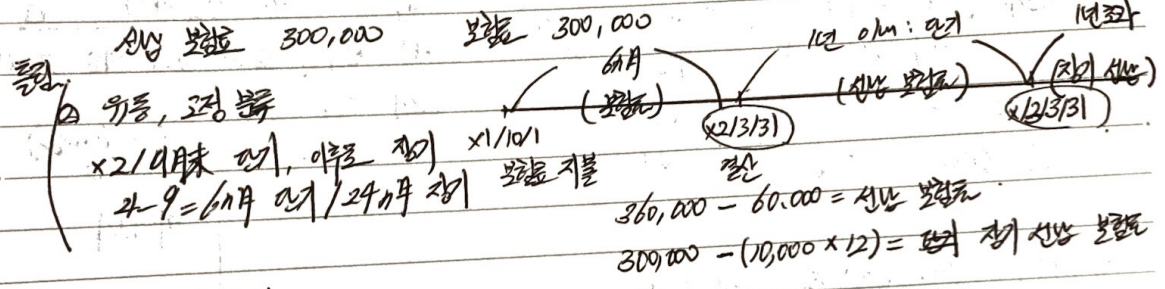 선납 보험료 300,000 보험료 300,000
틀림.
② 유동, 고정 분류
×2/9月末 단기, 이후로 장기
4~9 = 6ヶ月 단기 / 24ヶ月 장기
6ヶ月
(보험료)
1년 이내 : 단기
(선납 보험료)
1년 초과
(장기 선납)
×1/10/1
보험료 지불
×2/3/31
결산
×12/3/31
360,000 - 60.000 = 선납 보험료.
300,000 - (10,000 × 12) = 장기 선납 보험료